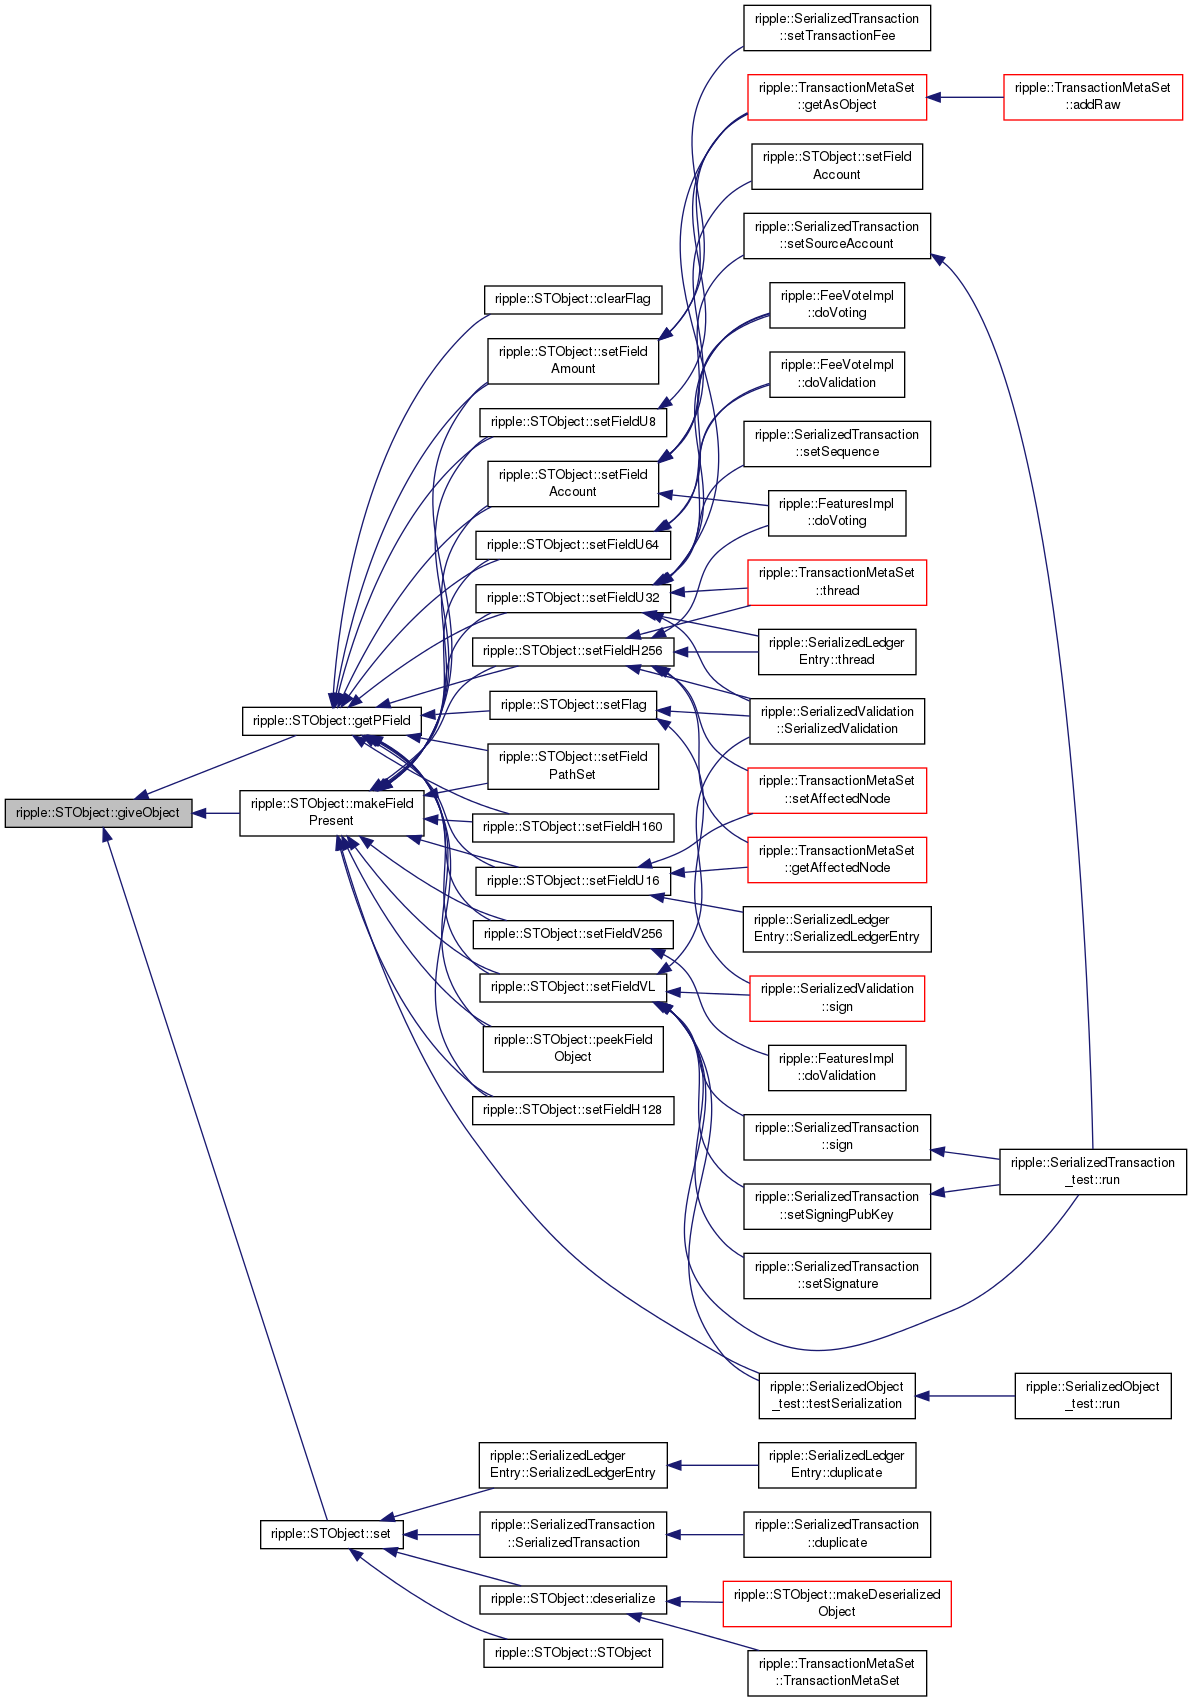 ripple::STObject::giveObject
ripple::STObject::getPField
ripple::STObject::makeField
Present
ripple::STObject::set
ripple::STObject::clearFlag
ripple::STObject::setField
Amount
ripple::STObject::setFieldU8
ripple::STObject::setField
Account
ripple::STObject::setFieldU64
ripple::STObject::setFieldU32
ripple::STObject::setFieldH256
ripple::STObject::setFlag
ripple::STObject::setField
PathSet
ripple::STObject::setFieldH160
ripple::STObject::setFieldU16
ripple::STObject::setFieldV256
ripple::STObject::setFieldVL
ripple::STObject::peekField
Object
ripple::STObject::setFieldH128
ripple::SerializedLedger
Entry::SerializedLedgerEntry
ripple::SerializedTransaction
::SerializedTransaction
ripple::STObject::deserialize
ripple::STObject::STObject
ripple::SerializedTransaction
::setTransactionFee
ripple::TransactionMetaSet
::getAsObject
ripple::STObject::setField
Account
ripple::SerializedTransaction
::setSourceAccount
ripple::FeeVoteImpl
::doVoting
ripple::FeeVoteImpl
::doValidation
ripple::SerializedTransaction
::setSequence
ripple::FeaturesImpl
::doVoting
ripple::TransactionMetaSet
::thread
ripple::SerializedLedger
Entry::thread
ripple::SerializedValidation
::SerializedValidation
ripple::TransactionMetaSet
::setAffectedNode
ripple::TransactionMetaSet
::getAffectedNode
ripple::SerializedLedger
Entry::SerializedLedgerEntry
ripple::SerializedValidation
::sign
ripple::FeaturesImpl
::doValidation
ripple::SerializedTransaction
::sign
ripple::SerializedTransaction
::setSigningPubKey
ripple::SerializedTransaction
::setSignature
ripple::SerializedObject
_test::testSerialization
ripple::SerializedLedger
Entry::duplicate
ripple::SerializedTransaction
::duplicate
ripple::STObject::makeDeserialized
Object
ripple::TransactionMetaSet
::TransactionMetaSet
ripple::TransactionMetaSet
::addRaw
ripple::SerializedTransaction
_test::run
ripple::SerializedObject
_test::run